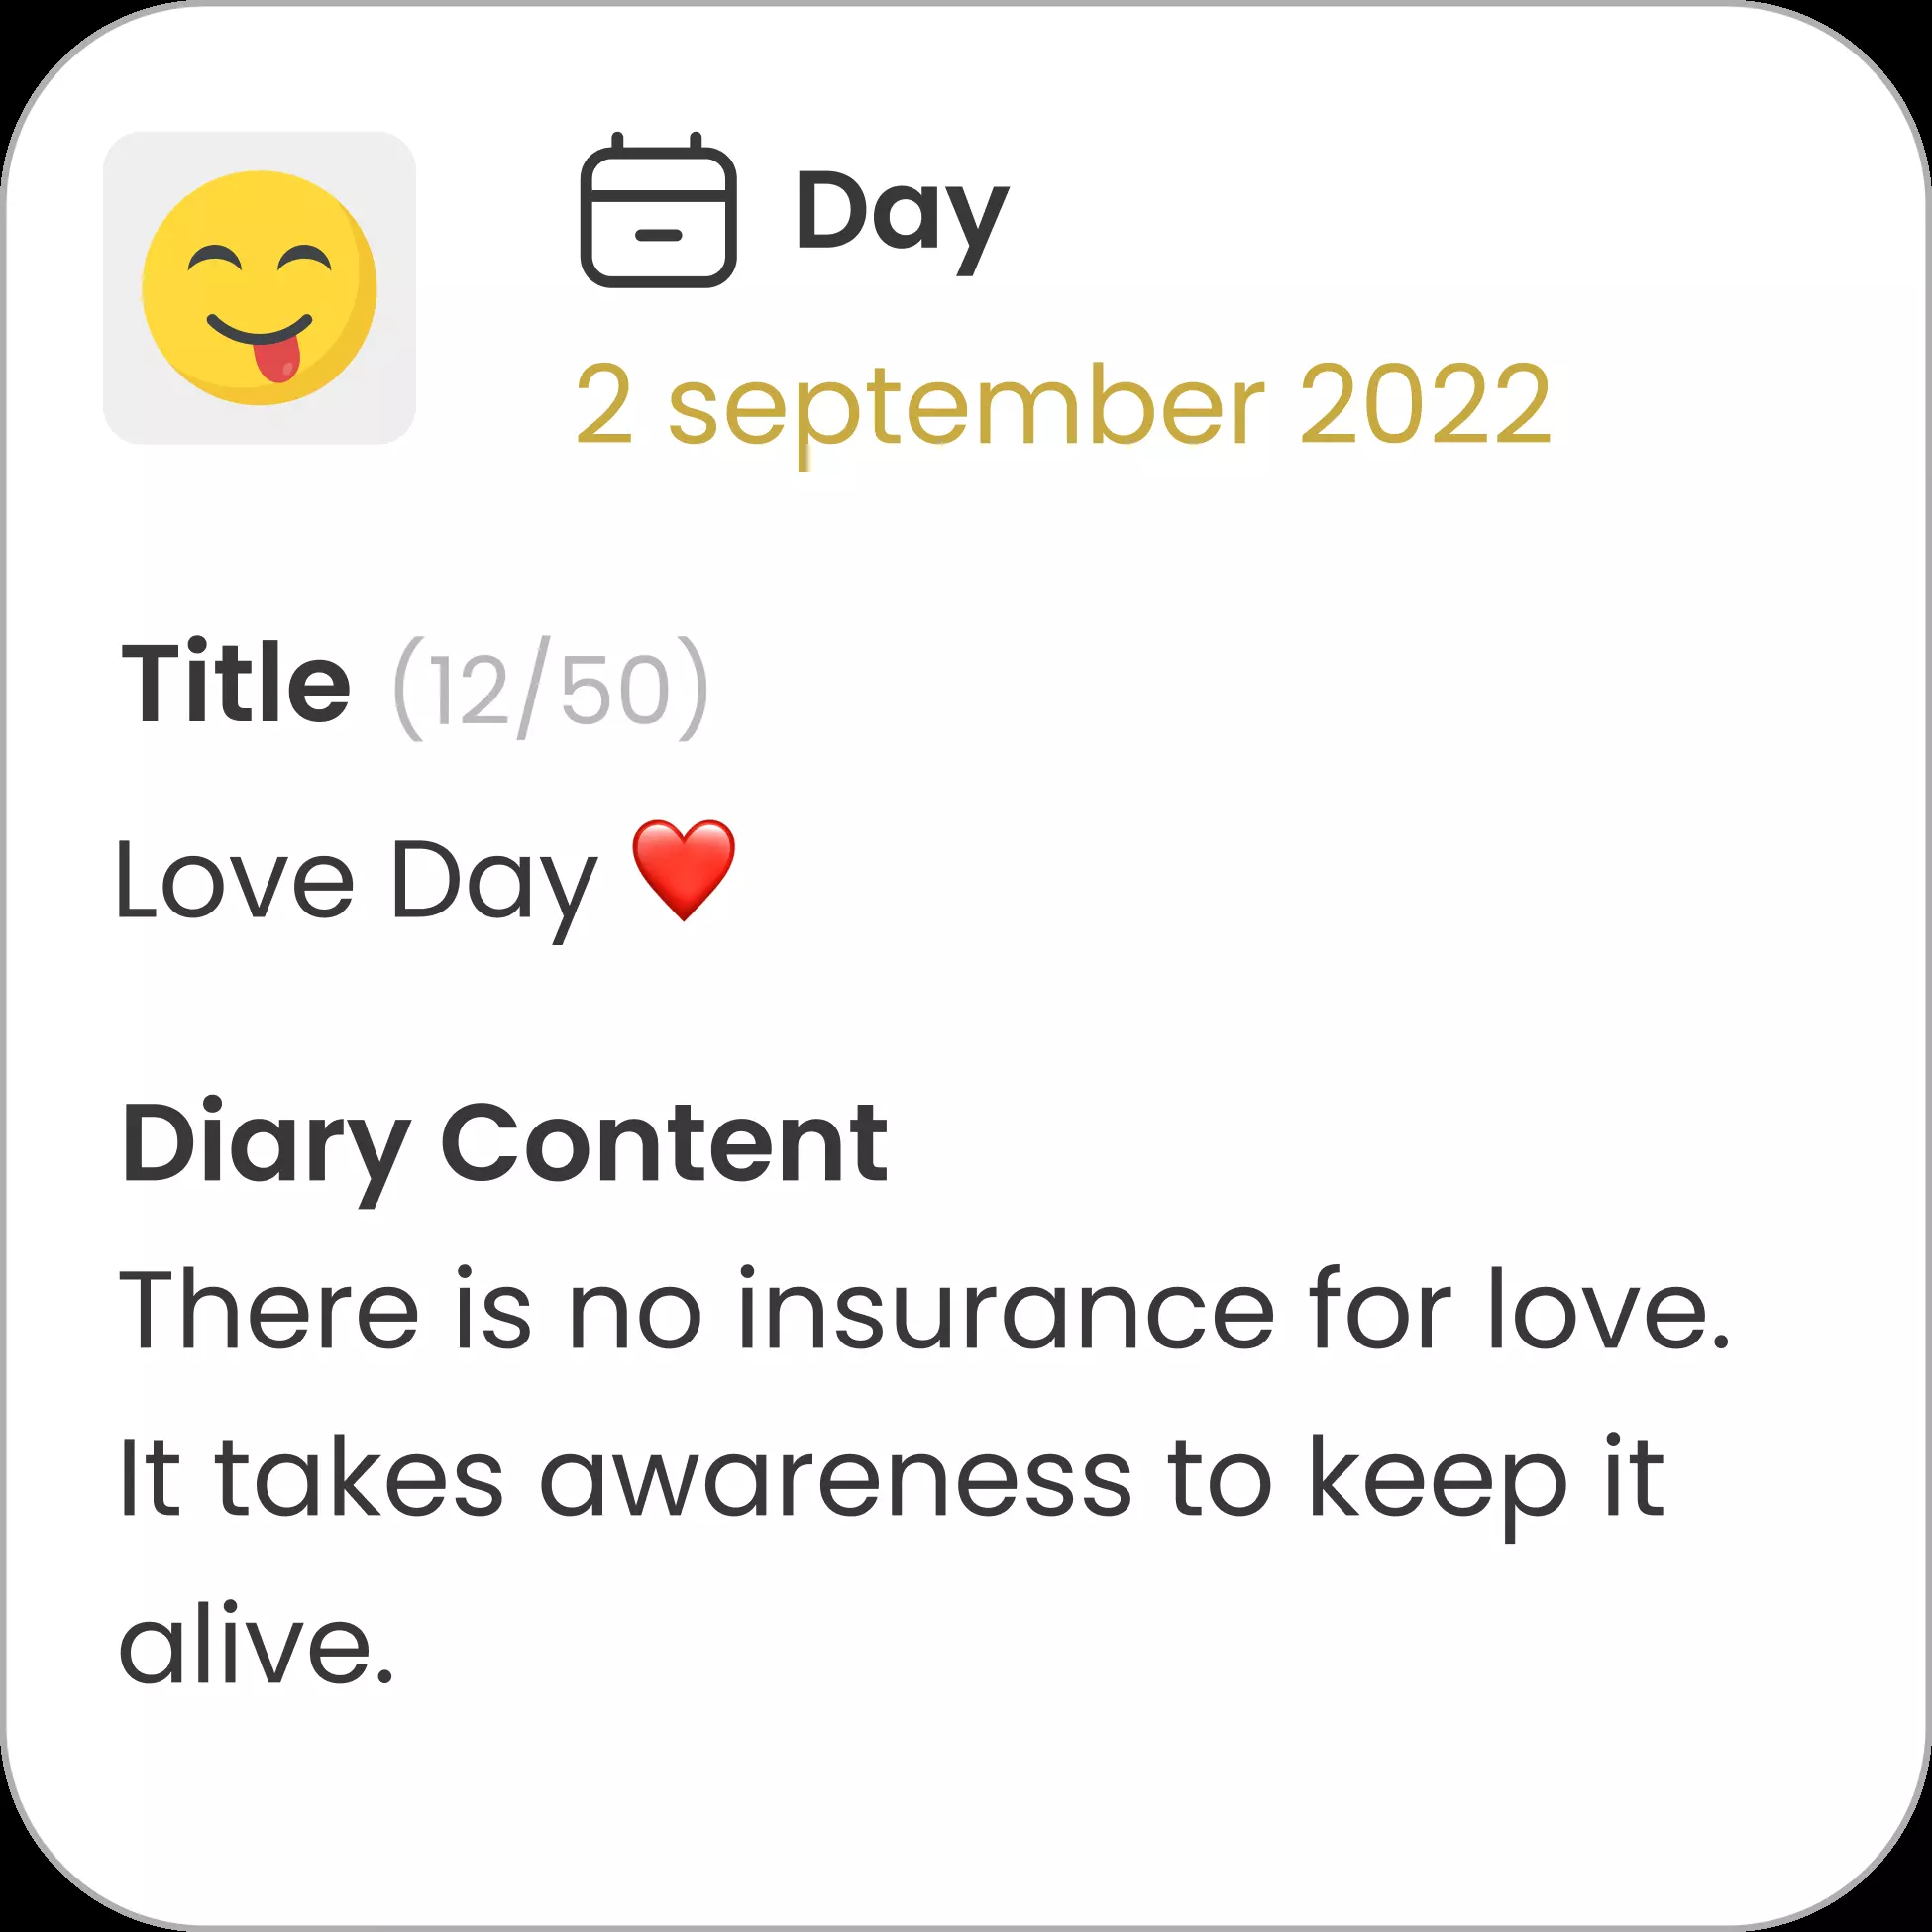 Day
2 september 2022
Title (12/50)
Love Day ❤️
Diary Content
There is no insurance for love.
It takes awareness to keep it
alive.